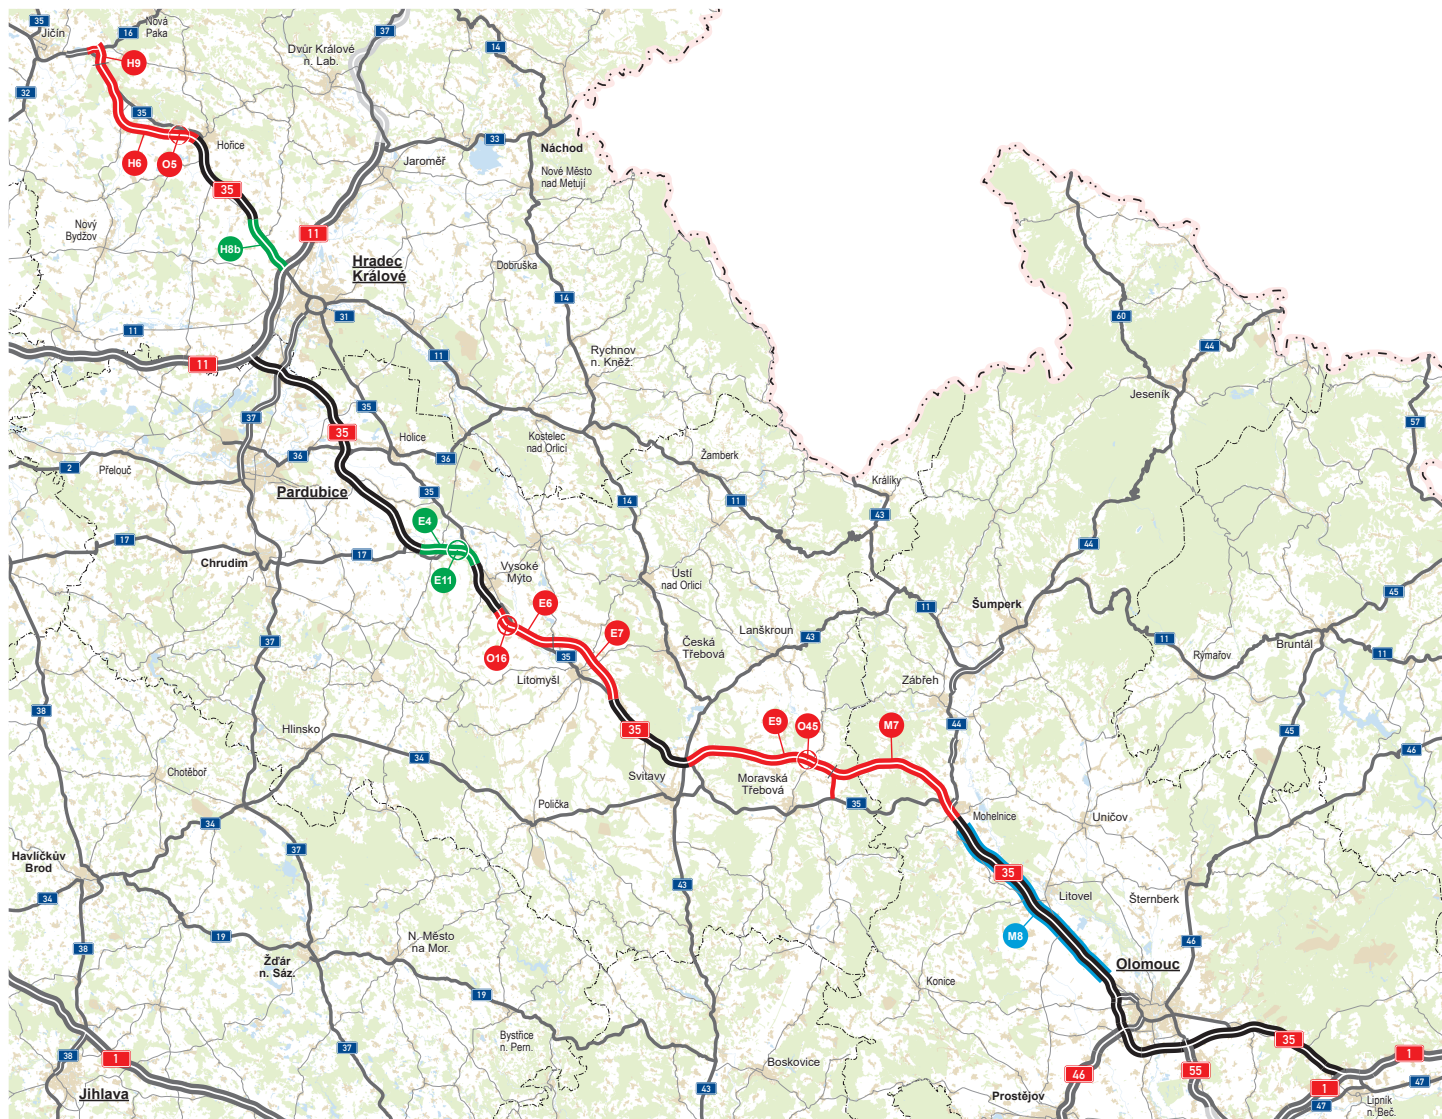 35
Jičín
16
Nová
Paka
37
Dvůr Králové
n. Lab.
14
H9
32
35
Hořice
H6
O5
33
Náchod
Jaroměř
Nové Město
nad Metují
35
Nový
Bydžov
H8b
11
Hradec
Králové
Dobruška
14
60
44
11
31
11
11
Rychnov
n. Kněž.
Jeseník
37
35
35
Holice
Kostelec
nad Orlicí
57
2
Přelouč
36
36
Žamberk
Králíky
Pardubice
35
14
11
43
E4
17
Chrudim
17
E11
Vysoké
Mýto
44
Ústí
nad Orlicí
E6
11
Šumperk
45
37
E7
Lanškroun
43
Česká
Třebová
11
Rýmařov
Bruntál
11
O16
35
Litomyšl
Zábřeh
38
Hlinsko
35
E9
O45
M7
44
45
46
34
Chotěboř
Svitavy
Moravská
Třebová
35
Polička
Mohelnice
34
Uničov
37
Havlíčkův
Brod
35
43
34
Litovel
Šternberk
19
N. Město
na Mor.
M8
46
38
Žďár
n. Sáz.
Olomouc
Konice
19
Bystřice
n. Pern.
35
37
38
1
Boskovice
46
55
1
1
47
43
Jihlava
Prostějov
47
Lipník
n. Beč.